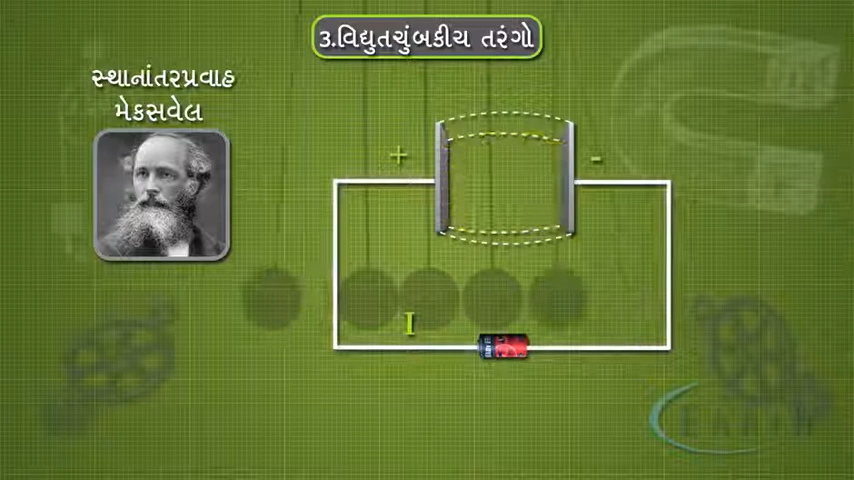 ૩.વિદ્યુતચુંબકીય તરંગો
સ્થાનાંતરપ્રવાહ
મેકસવેલ
+
-
I